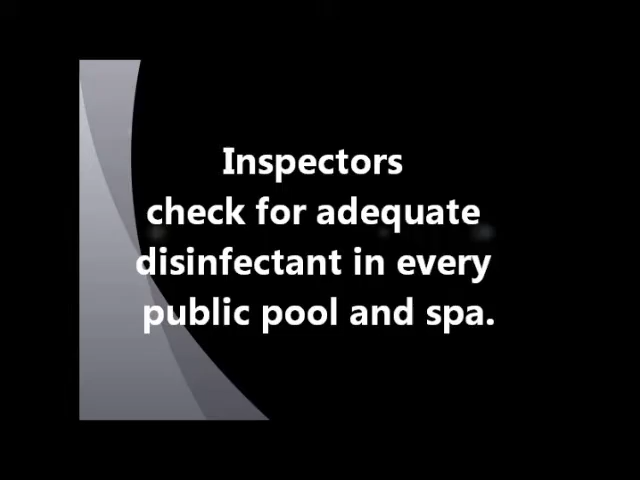 Inspectors
check for adequate
disinfectant in every
public pool and spa.